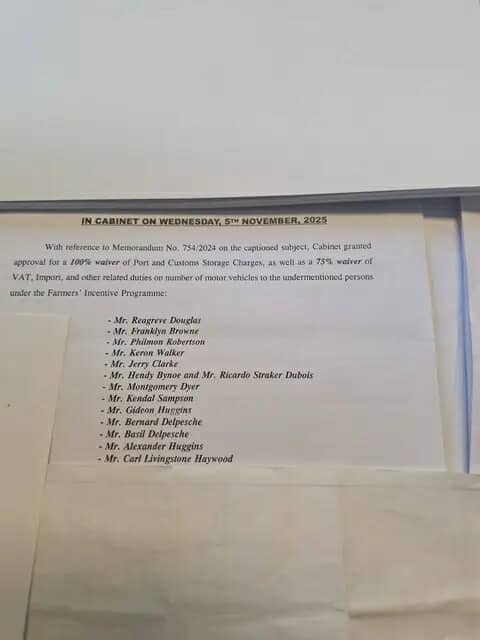 IN CABINET ON WEDNESDAY, 5TH NOVEMBER, 2025
With reference to Memorandum No. 754/2024 on the captioned subject, Cabinet granted
approval for a 100% waiver of Port and Customs Storage Charges, as well as a 75% waiver of
VAT, Import, and other related duties on number of motor vehicles to the undermentioned persons
under the Farmers' Incentive Programme:
- Mr. Reagreve Douglas
- Mr. Franklyn Browne
- Mr. Philmon Robertson
- Mr. Keron Walker
- Mr. Jerry Clarke
- Mr. Hendy Bynoe and Mr. Ricardo Straker Dubois
- Mr. Montgomery Dyer
- Mr. Kendal Sampson
- Mr. Gideon Huggins
- Mr. Bernard Delpesche
- Mr. Basil Delpesche
- Mr. Alexander Huggins
- Mr. Carl Livingstone Haywood